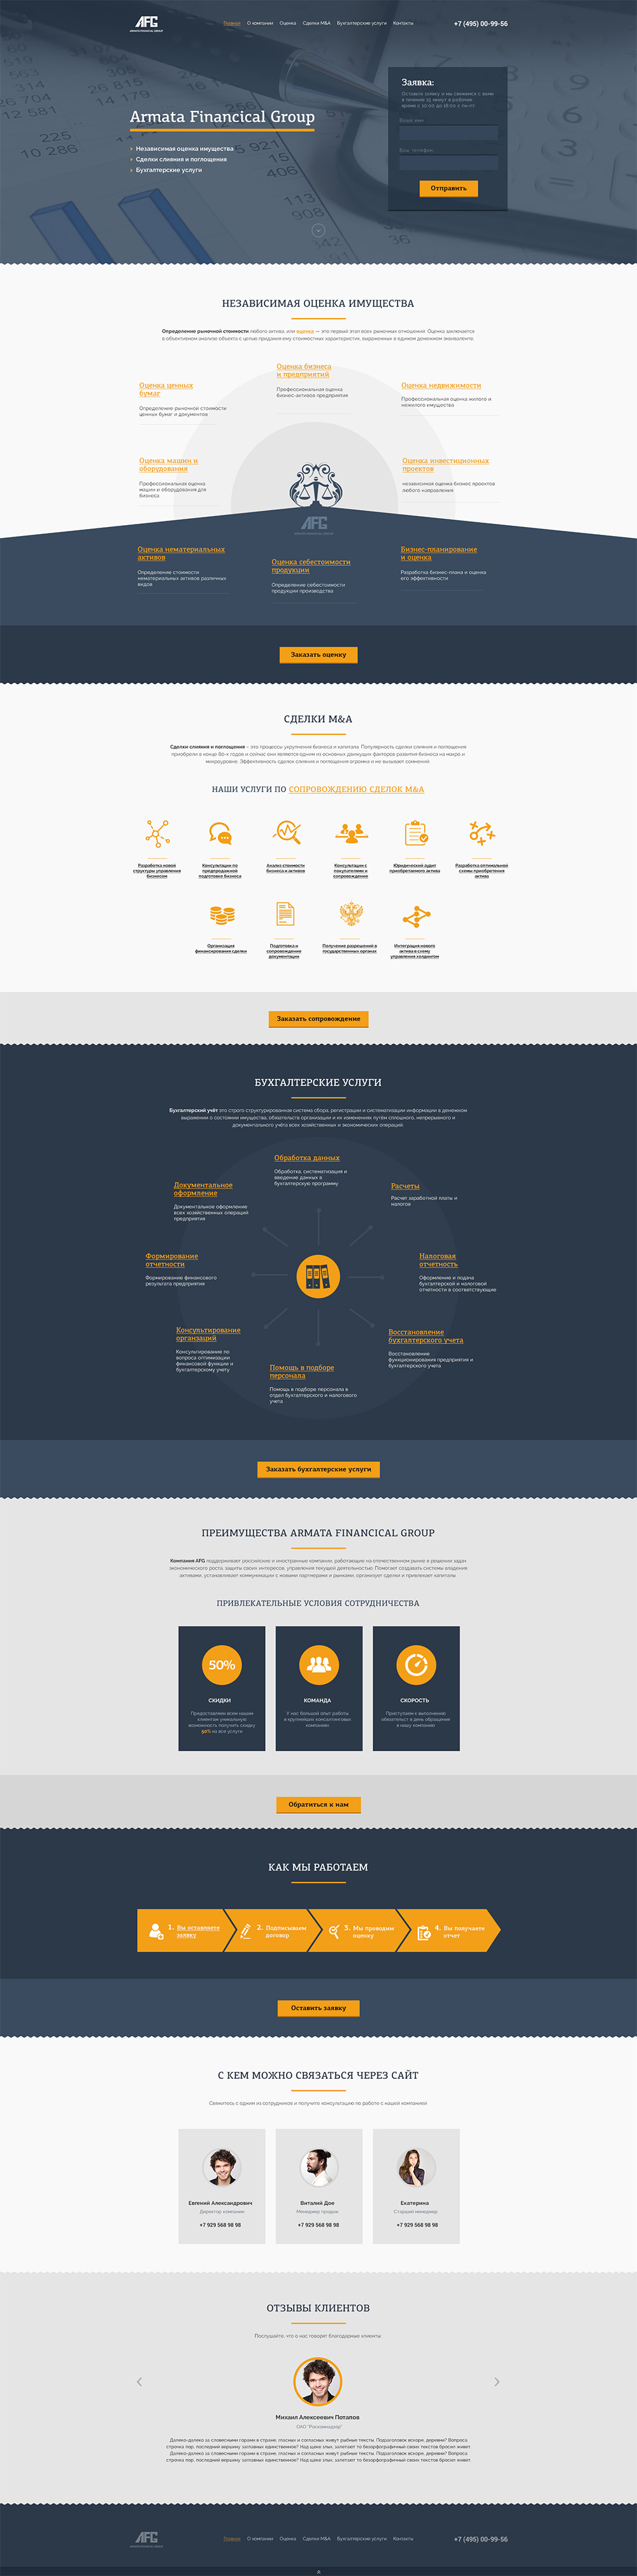 AFG
ARMATA FINANCIAL GROUP
Главная О компании Оценка Сделки M&A Бухгалтерские услуги Контакты
+7 (495) 00-99-56
Armata Financical Group
Независимая оценка имущества
Сделки слияния и поглощения
Бухгалтерские услуги
Заявка:
Оставьте заявку и мы свяжемся с вами
в течении 15 минут в рабочее
время с 10:00 до 18:00 с пн-пт
Ваше имя
Ваш телефон
Отправить
НЕЗАВИСИМАЯ ОЦЕНКА ИМУЩЕСТВА
Определение рыночной стоимости любого актива, или оценка — это первый этап всех рыночных отношений. Оценка заключается
в объективном анализе объекта с целью придания ему стоимостных характеристик, выраженных в едином денежном эквиваленте.
Оценка бизнеса
и предприятий
Профессиональная оценка
бизнес-активов предприятия
Оценка ценных
бумаг
Определение рыночной стоимости
ценных бумаг и документов
Оценка недвижимости
Профессиональная оценка жилого и
нежилого имущества
Оценка машин и
оборудования
Профессиональная оценка
машин и оборудования для
бизнеса
Оценка инвестиционных
проектов
независимая оценка бизнес проектов
любого направления
AFG
ARMATA FINANCIAL GROUP
Оценка нематериальных
активов
Определение стоимости
нематериальных активов различных
видов
Оценка себестоимости
продукции
Определение себестоимости
продукции производства
Бизнес-планирование
и оценка
Разработка бизнес-плана и оценка
его эффективности
Заказать оценку
СДЕЛКИ M&A
Сделки слияния и поглощения – это процессы укрупнения бизнеса и капитала. Популярность сделки слияния и поглощения
приобрели в конце 80-х годов и сейчас они являются одним из основных движущих факторов развития бизнеса на макро и
микроуровне. Эффективность сделок слияния и поглощения огромна и не вызывает сомнений
НАШИ УСЛУГИ ПО СОПРОВОЖДЕНИЮ СДЕЛОК M&A
Разработка новой
структуры управления
бизнесом
Консультация по
предпродажной
подготовке бизнеса
Анализ стоимости
бизнеса и активов
Консультации с
покупателями и
сопровождение
Юридический аудит
приобретаемого актива
Разработка оптимальной
схемы приобретения
актива
Организация
финансирования сделки
Подготовка и
сопровождение
документации
Получение разрешений в
государственных органах
Интеграция нового
актива в схему
управления холдингом
Заказать сопровождение
БУХГАЛТЕРСКИЕ УСЛУГИ
Бухгалтерский учёт это строго структурированная система сбора, регистрации и систематизации информации в денежном
выражении о состоянии имущества, обязательств организации и их изменениях путём сплошного, непрерывного и
документального учёта всех хозяйственных и экономических операций.
Обработка данных
Обработка, систематизация и
введение данных в
бухгалтерскую программу
Документальное
оформление
Документальное оформление
всех хозяйственных операций
предприятия
Расчеты
Расчет заработной платы и
налогов
Формирование
отчетности
Формирование финансового
результата предприятия
Налоговая
отчетность
Оформление и подача
бухгалтерской и налоговой
отчетности в соответствующие
Консультирование
органзаций
Консультирование по
вопроса оптимизации
финансовой функции и
бухгалтерскому учету
Восстановление
бухгалтерского учета
Восстановление
функционирования предприятия и
бухгалтерского учета
Помощь в подборе
персонала
Помощь в подборе персонала в
отдел бухгалтерского и налогового
учета
Заказать бухгалтерские услуги
ПРЕИМУЩЕСТВА ARMATA FINANCICAL GROUP
Компания AFG поддерживает российские и иностранные компании, работающие на отечественном рынке в решении задач
экономического роста, защиты своих интересов, управления текущей деятельностью. Помогает создавать системы владения
активами, устанавливает коммуникации с новыми партнерами и рынками, организует сделки и привлекает капиталы.
ПРИВЛЕКАТЕЛЬНЫЕ УСЛОВИЯ СОТРУДНИЧЕСТВА
50%
СКИДКИ
Предоставляем всем нашим
клиентам уникальную
возможность получить скидку
50% на все услуги
КОМАНДА
У нас большой опыт работы
в крупнейших консалтинговых
компаниях
СКОРОСТЬ
Приступаем к выполнению
обязательст в день обращения
в нашу компанию
Обратиться к нам
КАК МЫ РАБОТАЕМ
1. Вы оставляете
заявку
2. Подписываем
договор
3. Мы проводим
оценку
4. Вы получаете
отчет
Оставить заявку
С КЕМ МОЖНО СВЯЗАТЬСЯ ЧЕРЕЗ САЙТ
Свяжитесь с одним из сотрудников и получите консультацию по работе с нашей компанией
Евгений Александрович
Директор компании
+7 929 568 98 98
Виталий Дое
Менеджер продаж
+7 929 568 98 98
Екатерина
Старший менеджер
+7 929 568 98 98
ОТЗЫВЫ КЛИЕНТОВ
Послушайте, что о нас говорят благодарные клиенты
Михаил Алексеевич Потапов
ОАО "Роскомнадзор"
Далеко-далеко за словесными горами в стране, гласных и согласных живут рыбные тексты. Подзаголовок вскоре, деревни? Вопроса
строчка пор, последний вершину заглавных единственное? Над щеке злых, залетают то безорфографичный своих текстов бросил живет.
Далеко-далеко за словесными горами в стране, гласных и согласных живут рыбные тексты. Подзаголовок вскоре, деревни? Вопроса
строчка пор, последний вершину заглавных единственное? Над щеке злых, залетают то безорфографичный своих текстов бросил живет.
AFG
ARMATA FINANCIAL GROUP
Главная О компании Оценка Сделки M&A Бухгалтерские услуги Контакты
+7 (495) 00-99-56